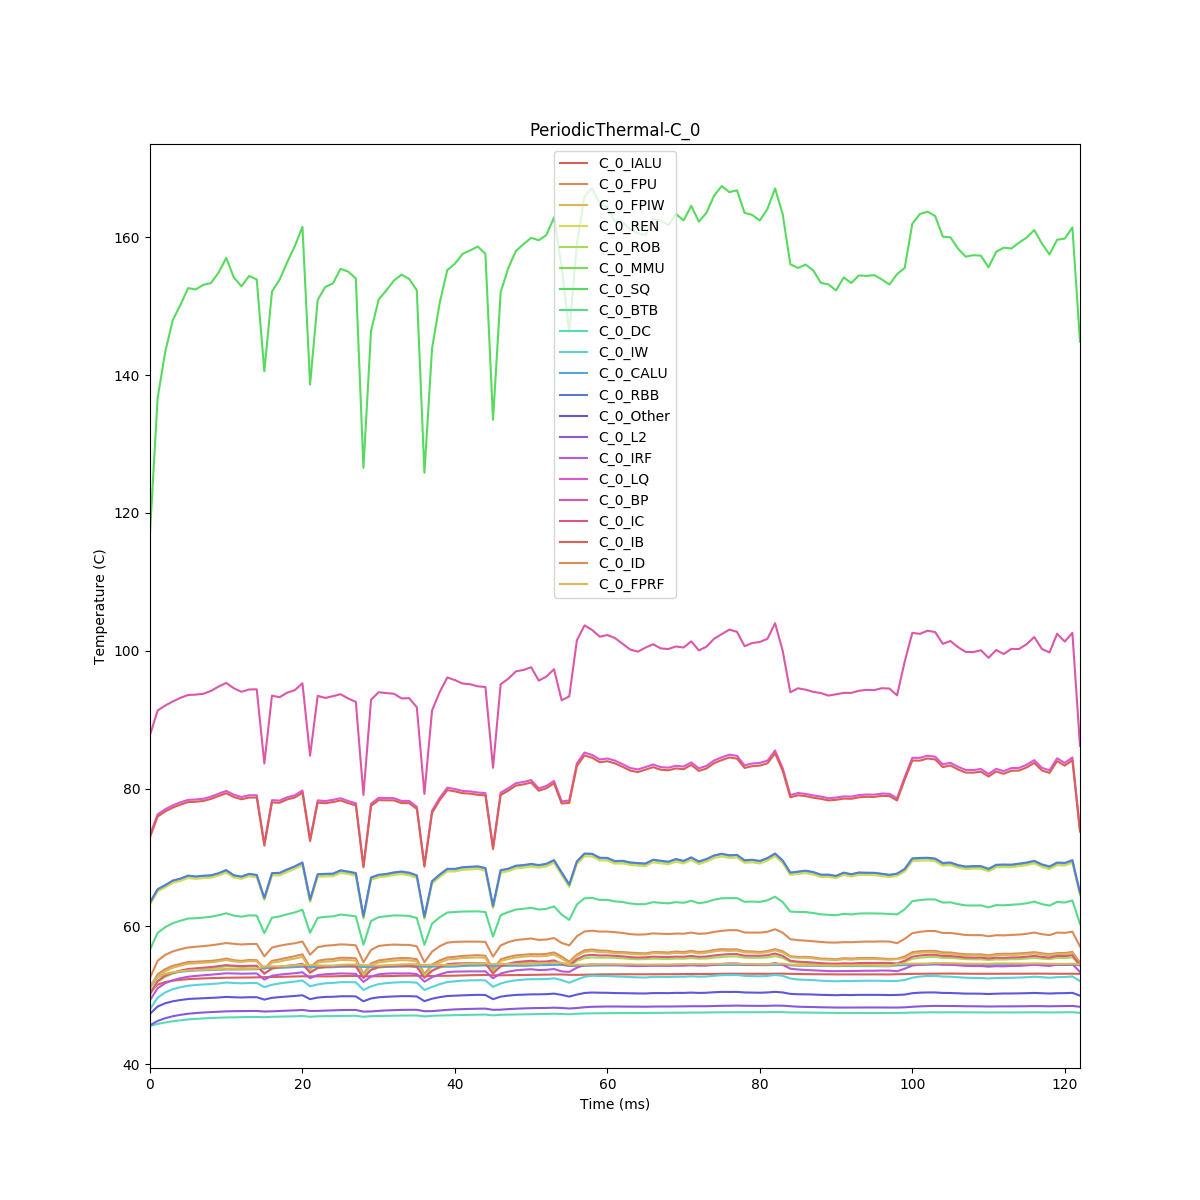 PeriodicThermal-C_0
C_0_IALU
C_0_FPU
C_0_FPIW
C_0_REN
C_0_ROB
C_0_MMU
C_0_SQ
C_0_BTB
C_0_DC
C_0_IW
C_0_CALU
C_0_RBB
C_0_Other
C_0_L2
C_0_IRF
C_0_LQ
C_0_BP
C_0_IC
C_0_IB
C_0_ID
C_0_FPRF
Temperature (C)
160
140
120
100
80
60
40
0 20 40 60 80 100 120
Time (ms)